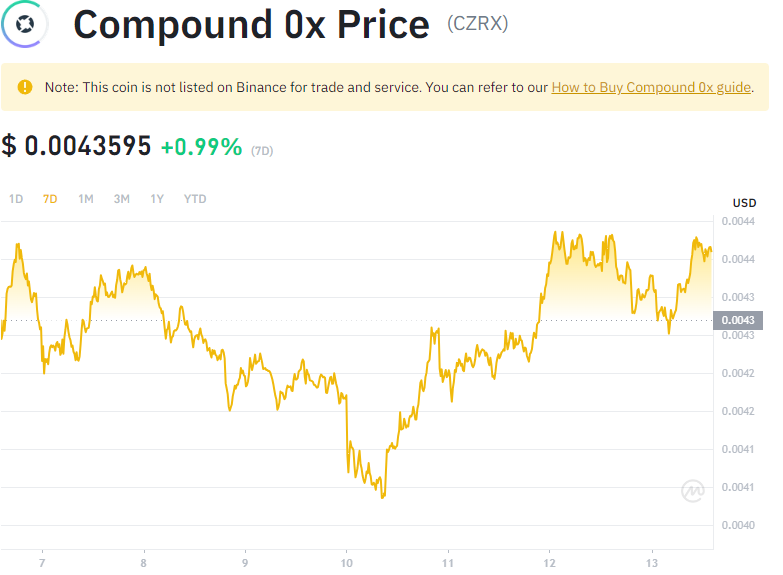 Compound 0x Price (CZRX)
Note: This coin is not listed on Binance for trade and service. You can refer to our How to Buy Compound 0x guide.
$ 0.0043595 +0.99% (7D)
1D 7D 1M 3M 1Y YTD
USD
0.0044
0.0044
0.0043
0.0043
0.0043
0.0042
0.0042
0.0041
0.0041
0.0040
7 8 9 10 11 12 13